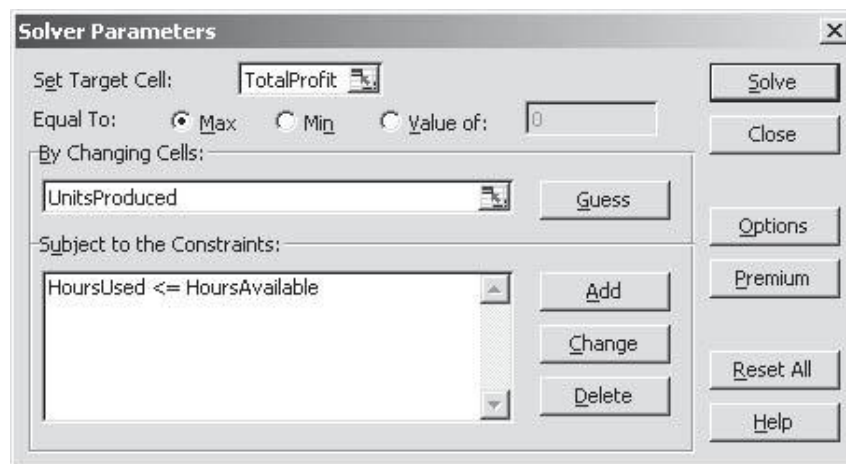 Solver Parameters
Set Target Cell: TotalProfit
Equal To: Max Min Value of: 0
By Changing Cells:
UnitsProduced
Guess
Subject to the Constraints:
HoursUsed <= HoursAvailable
Add
Change
Delete
Solve
Close
Options
Premium
Reset All
Help